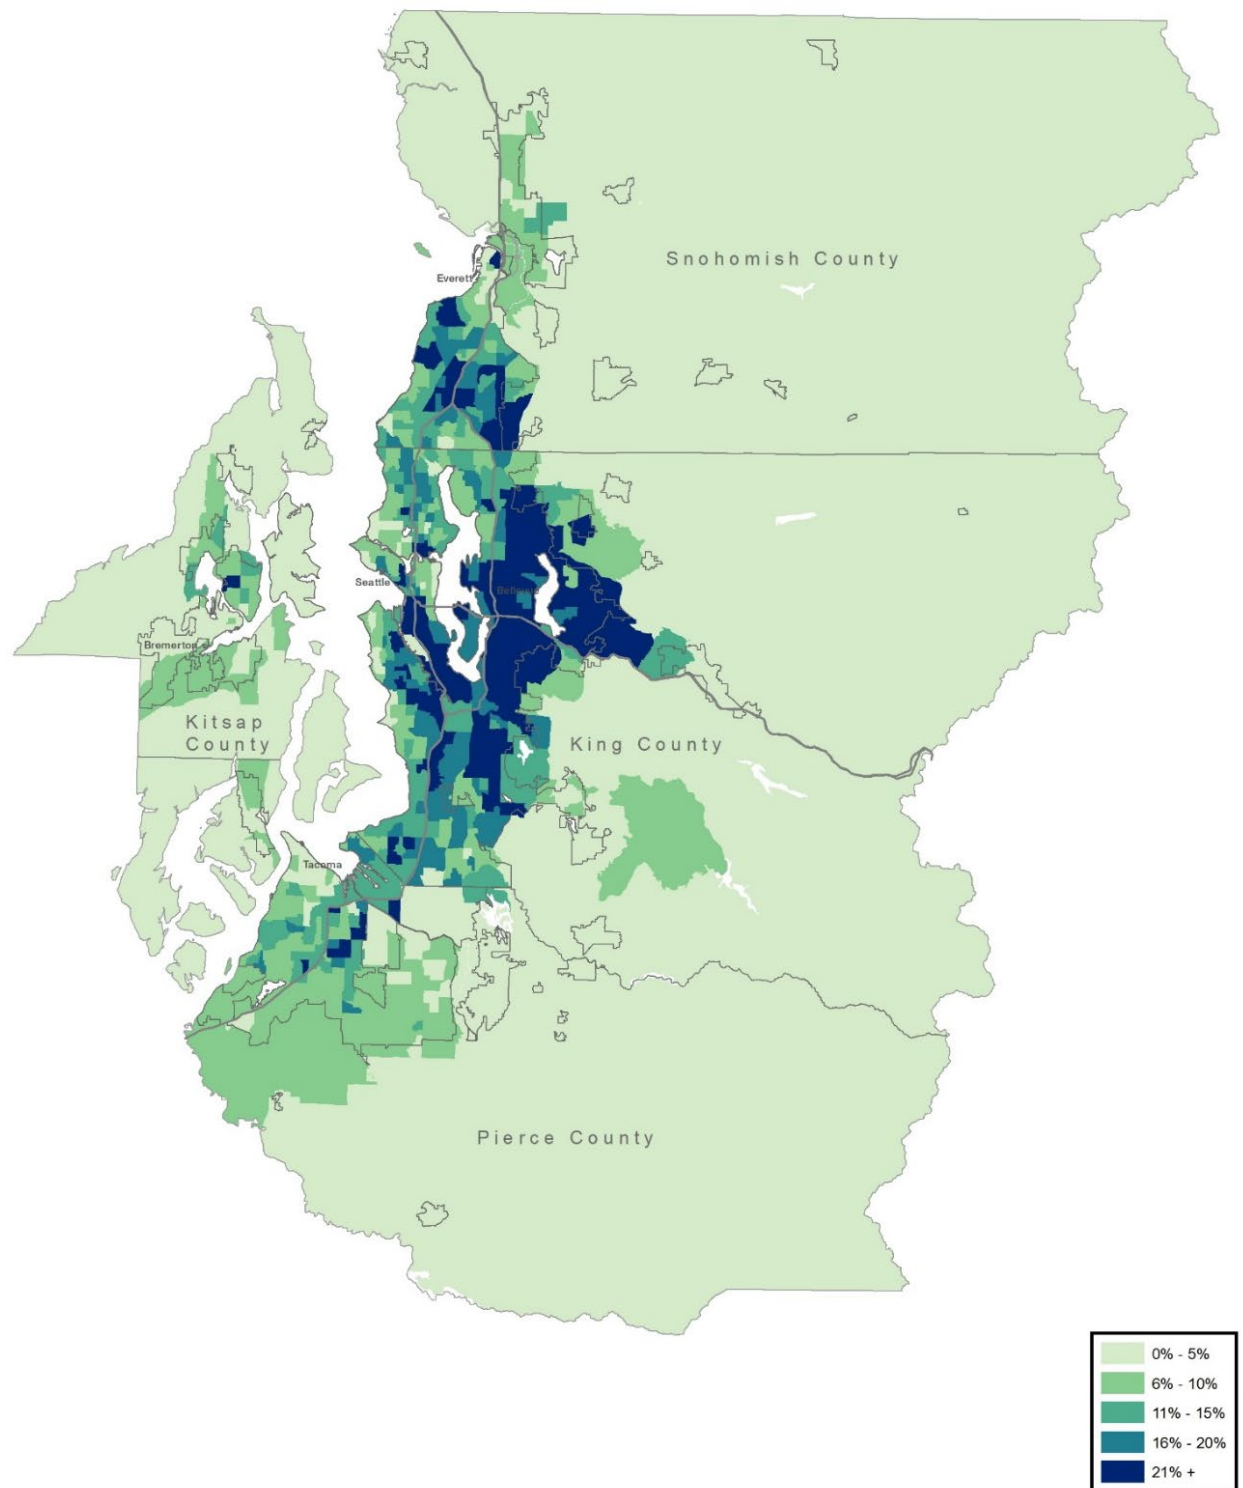 Snohomish County
Everett
Seattle
Bellevue
Bremerton
Kitsap
County
King County
Tacoma
Pierce County
0% - 5%
6% - 10%
11% - 15%
16% - 20%
21% +